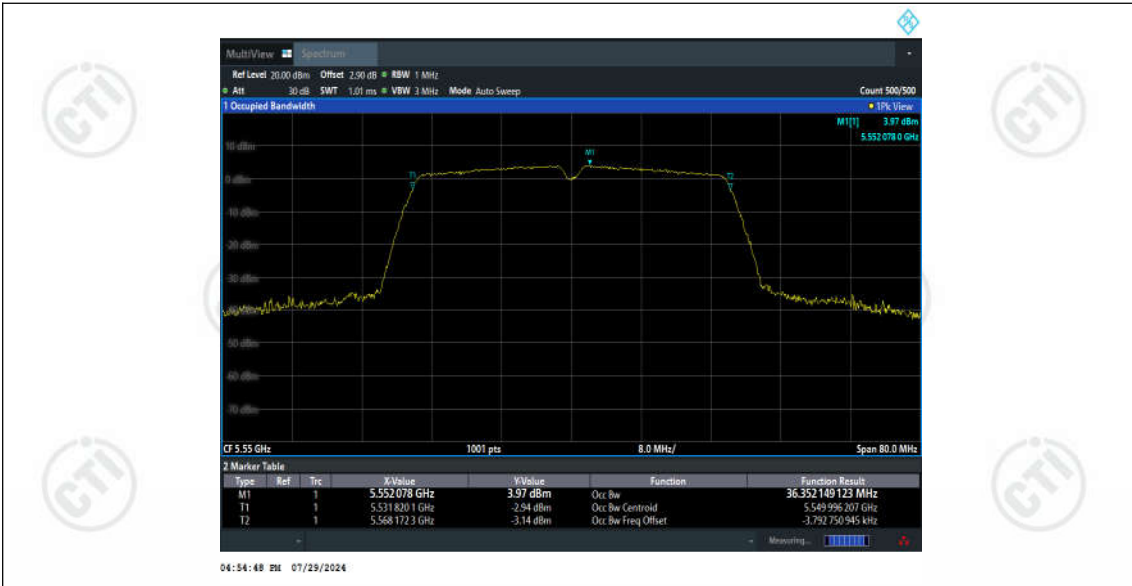 MultiView Spectrum
Ref Level 20.00 dBm Offset 2.90 dB RBW 1 MHz
Att 30 dB SWT 1.01 ms VBW 3 MHz Mode Auto Sweep Count 500/500
1 Occupied Bandwidth 1Pk View
M1[1] 3.97 dBm
5.552 078 0 GHz
10 dBm
M1
T1
T2
0 dBm
-10 dBm
-20 dBm
-30 dBm
-40 dBm
-50 dBm
-60 dBm
-70 dBm
CF 5.55 GHz 1001 pts 8.0 MHz/ Span 80.0 MHz
2 Marker Table
Type Ref Trc X-Value Y-Value Function Function Result
M1 1 5.552078 GHz 3.97 dBm Occ Bw 36.352149123 MHz
T1 1 5.531 820 1 GHz -2.94 dBm Occ Bw Centroid 5.549 996 207 GHz
T2 1 5.568 172 3 GHz -3.14 dBm Occ Bw Freq Offset -3.792 750 945 kHz
Measuring...
04:54:48 PM 07/29/2024
CTI
CTI
CTI
CTI